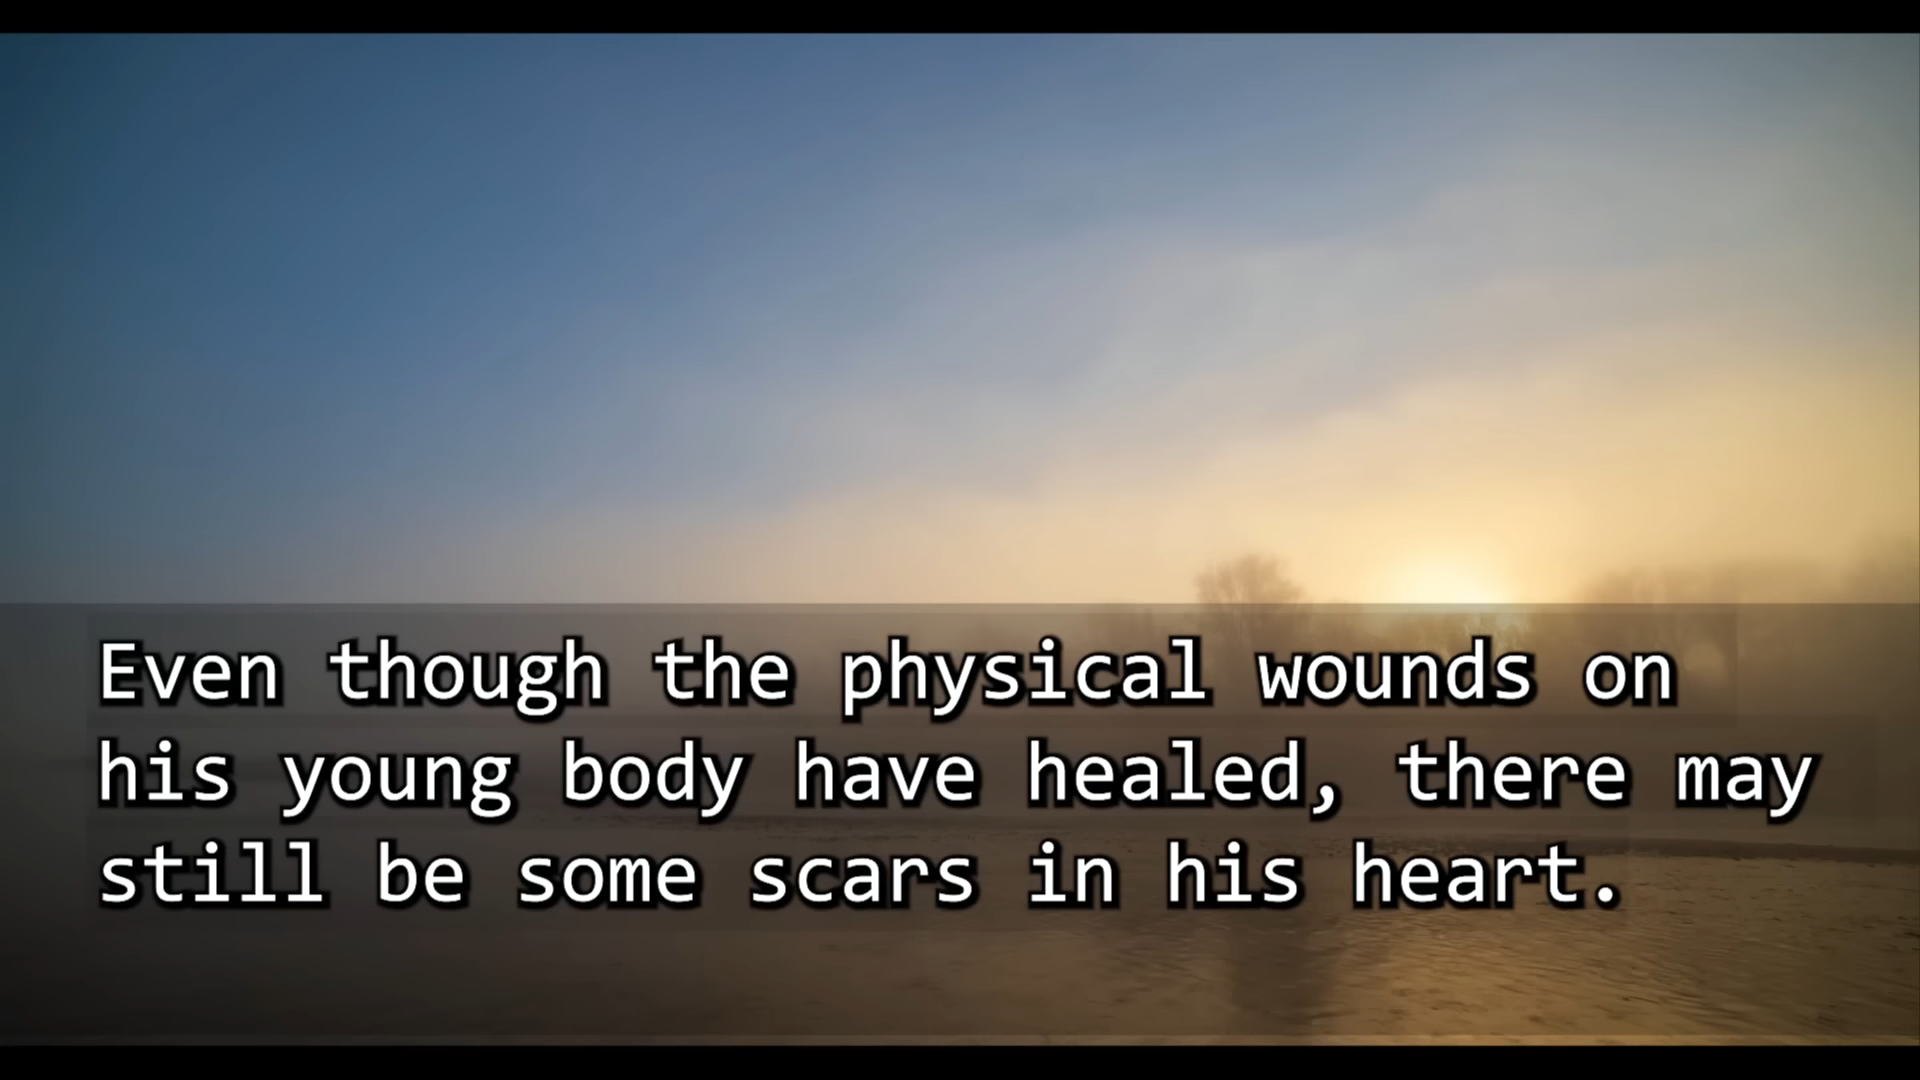 Even though the physical wounds on
his young body have healed, there may
still be some scars in his heart.